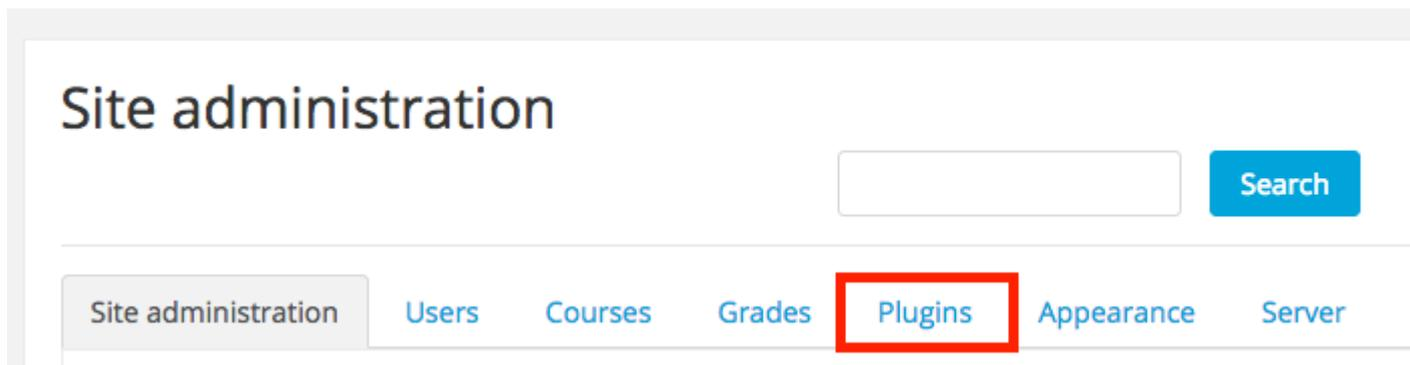 Site administration
Search
Site administration Users Courses Grades Plugins Appearance Server